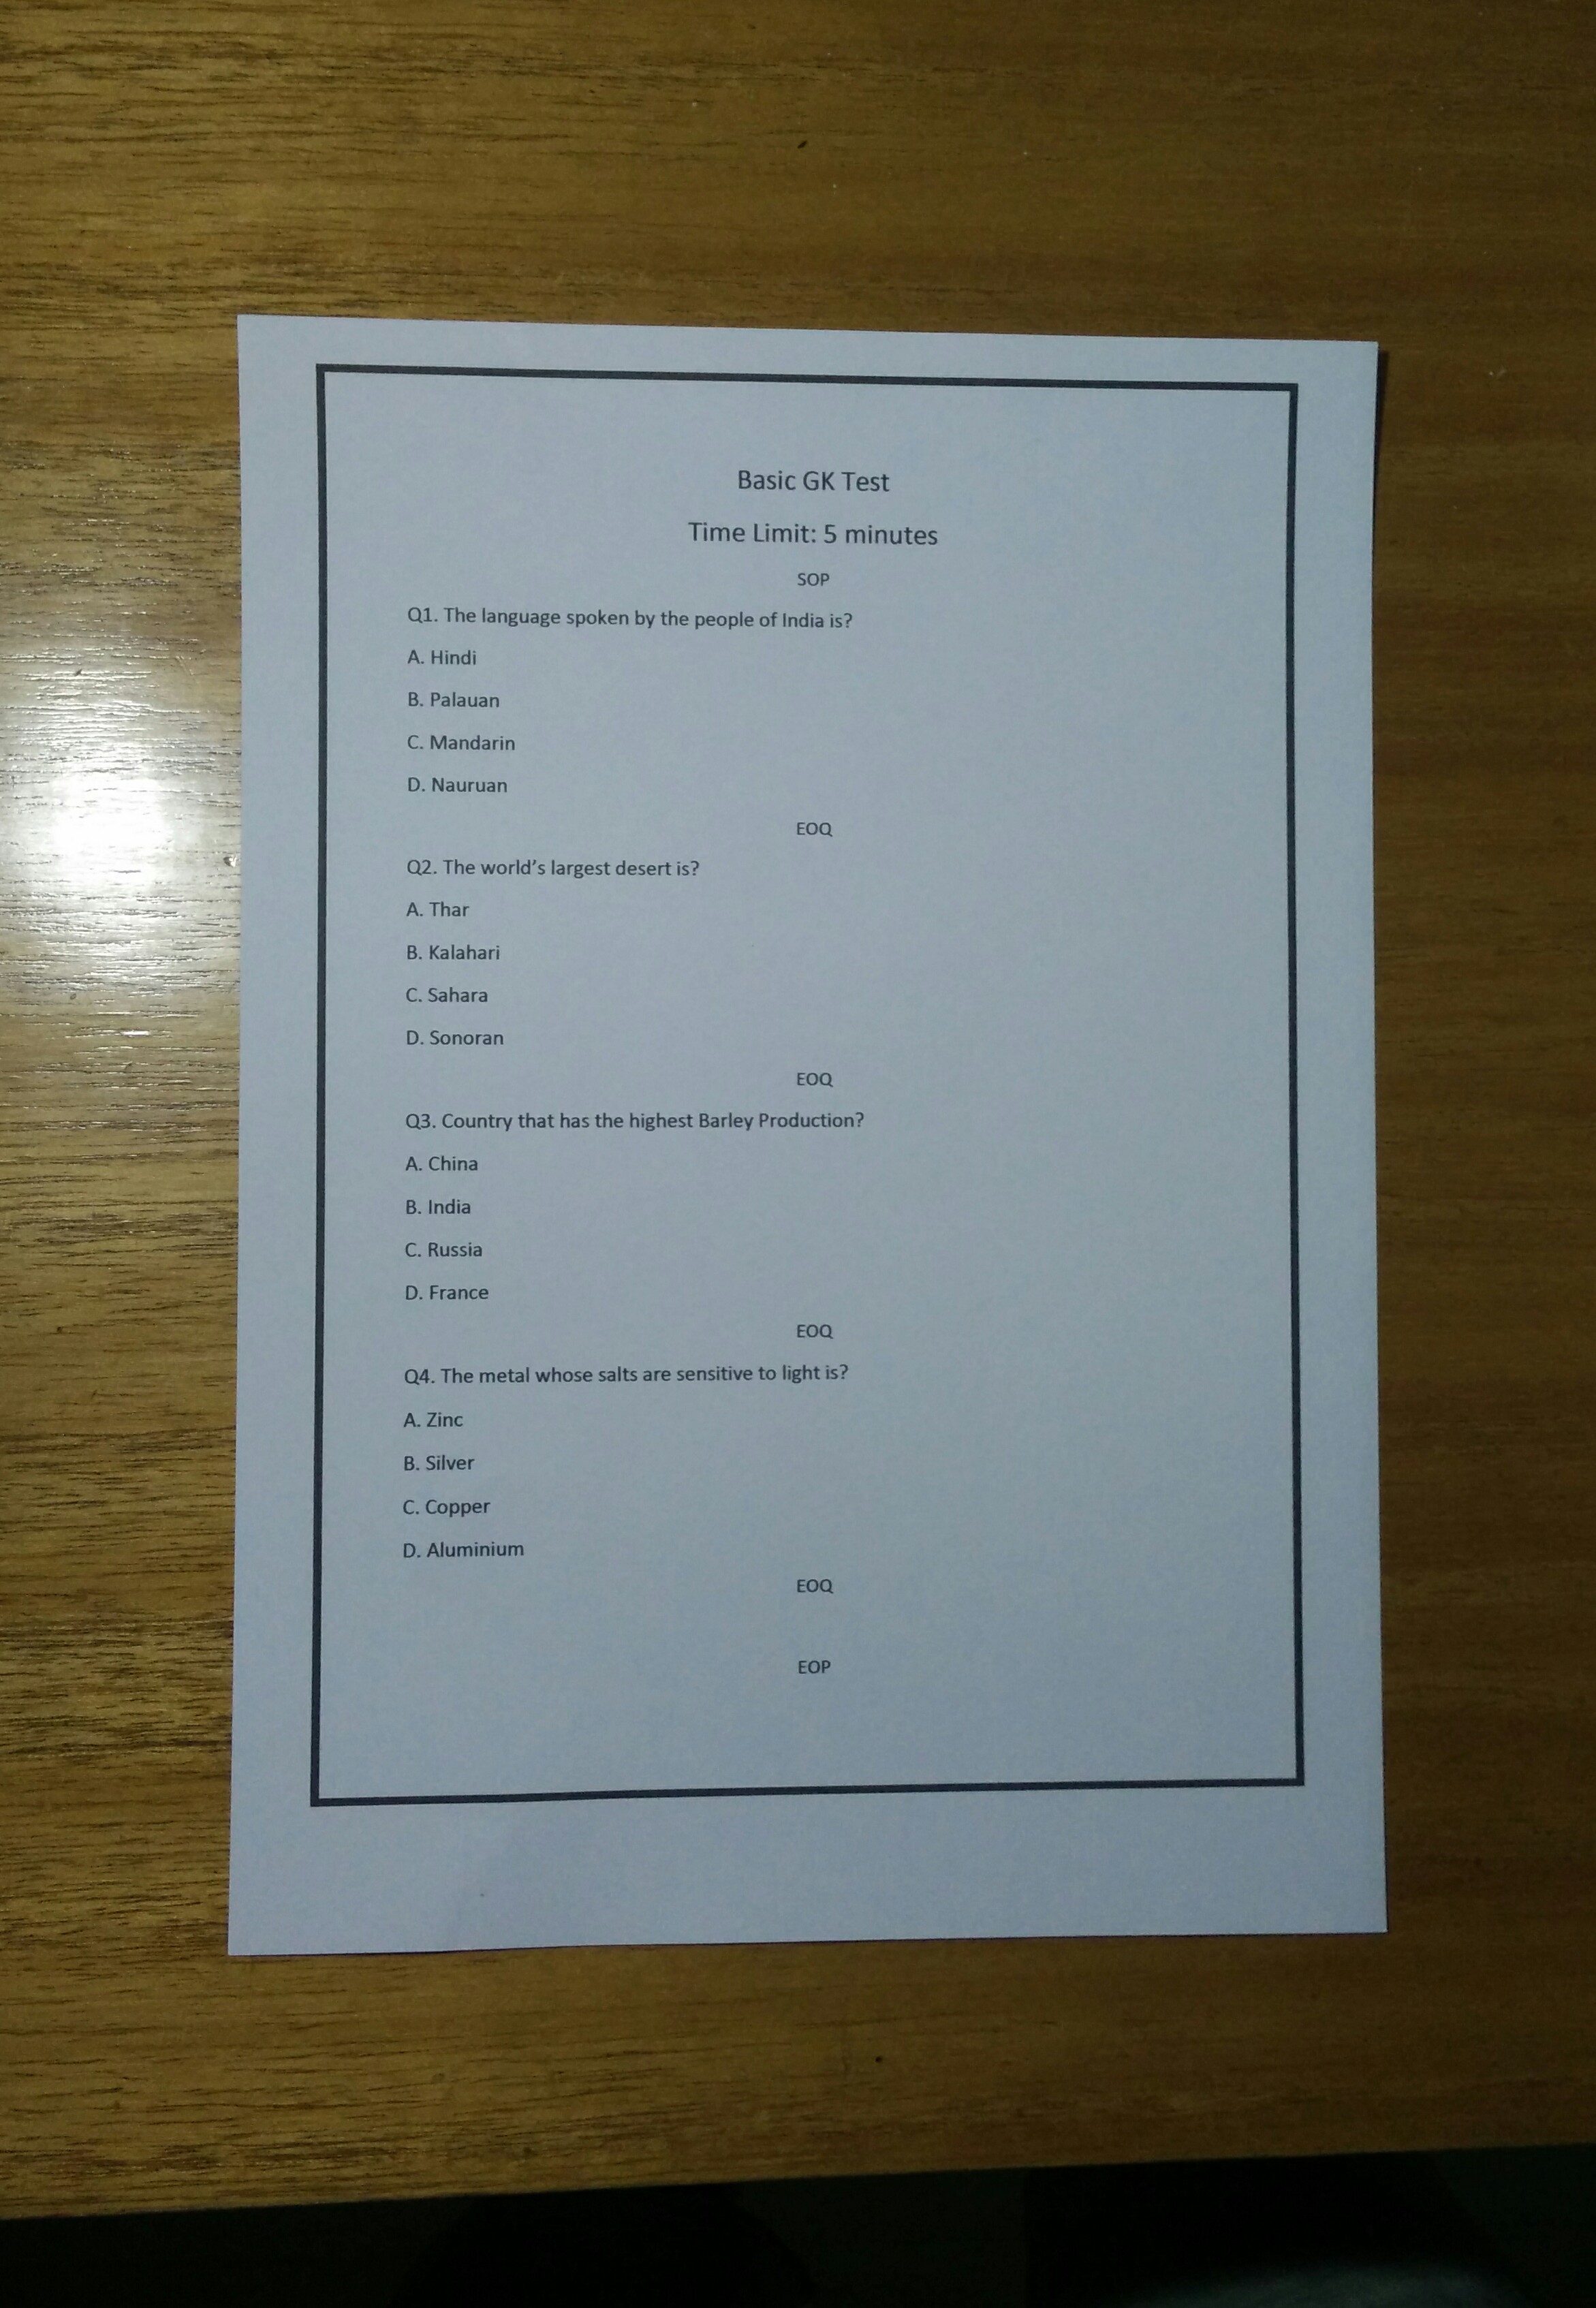 Basic GK Test
Time Limit: 5 minutes
SOP
Q1. The language spoken by the people of India is?
A. Hindi
B. Palauan
C. Mandarin
D. Nauruan
EOQ
Q2. The world’s largest desert is?
A. Thar
B. Kalahari
C. Sahara
D. Sonoran
EOQ
Q3. Country that has the highest Barley Production?
A. China
B. India
C. Russia
D. France
EOQ
Q4. The metal whose salts are sensitive to light is?
A. Zinc
B. Silver
C. Copper
D. Aluminium
EOQ
EOP